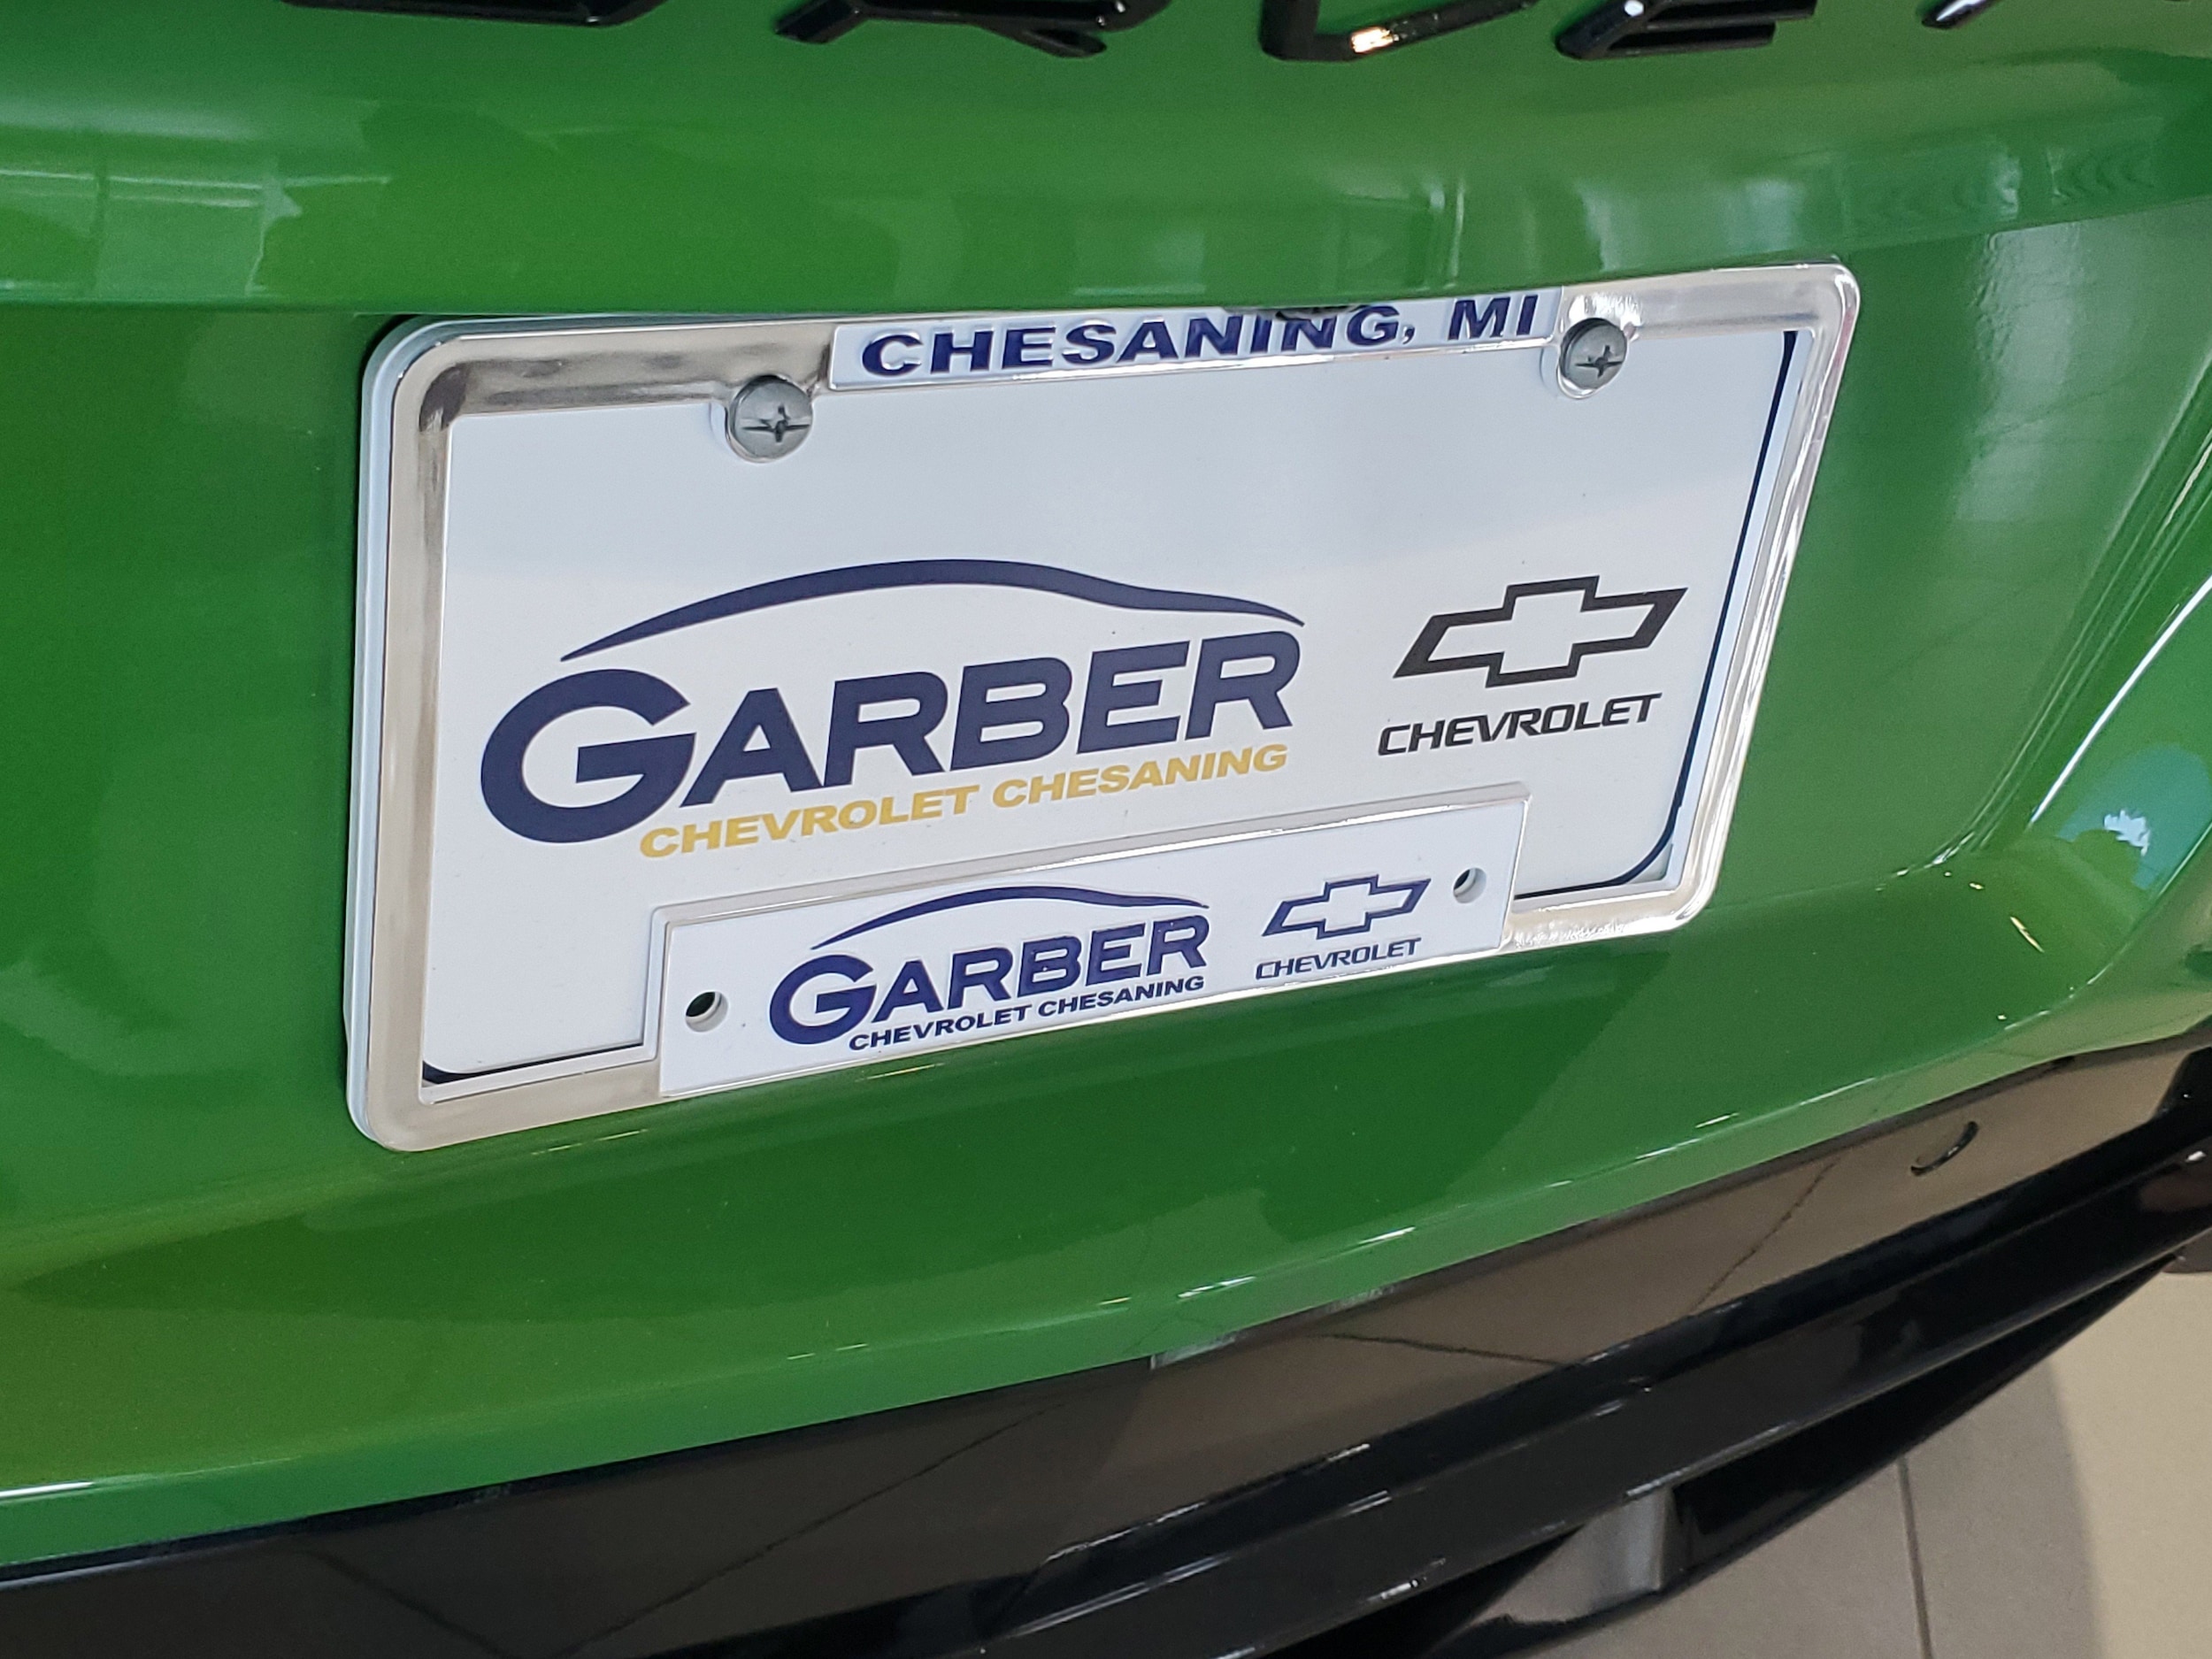 CHESANING, MI
GARBER
CHEVROLET CHESANING
CHEVROLET
GARBER
CHEVROLET CHESANING
CHEVROLET